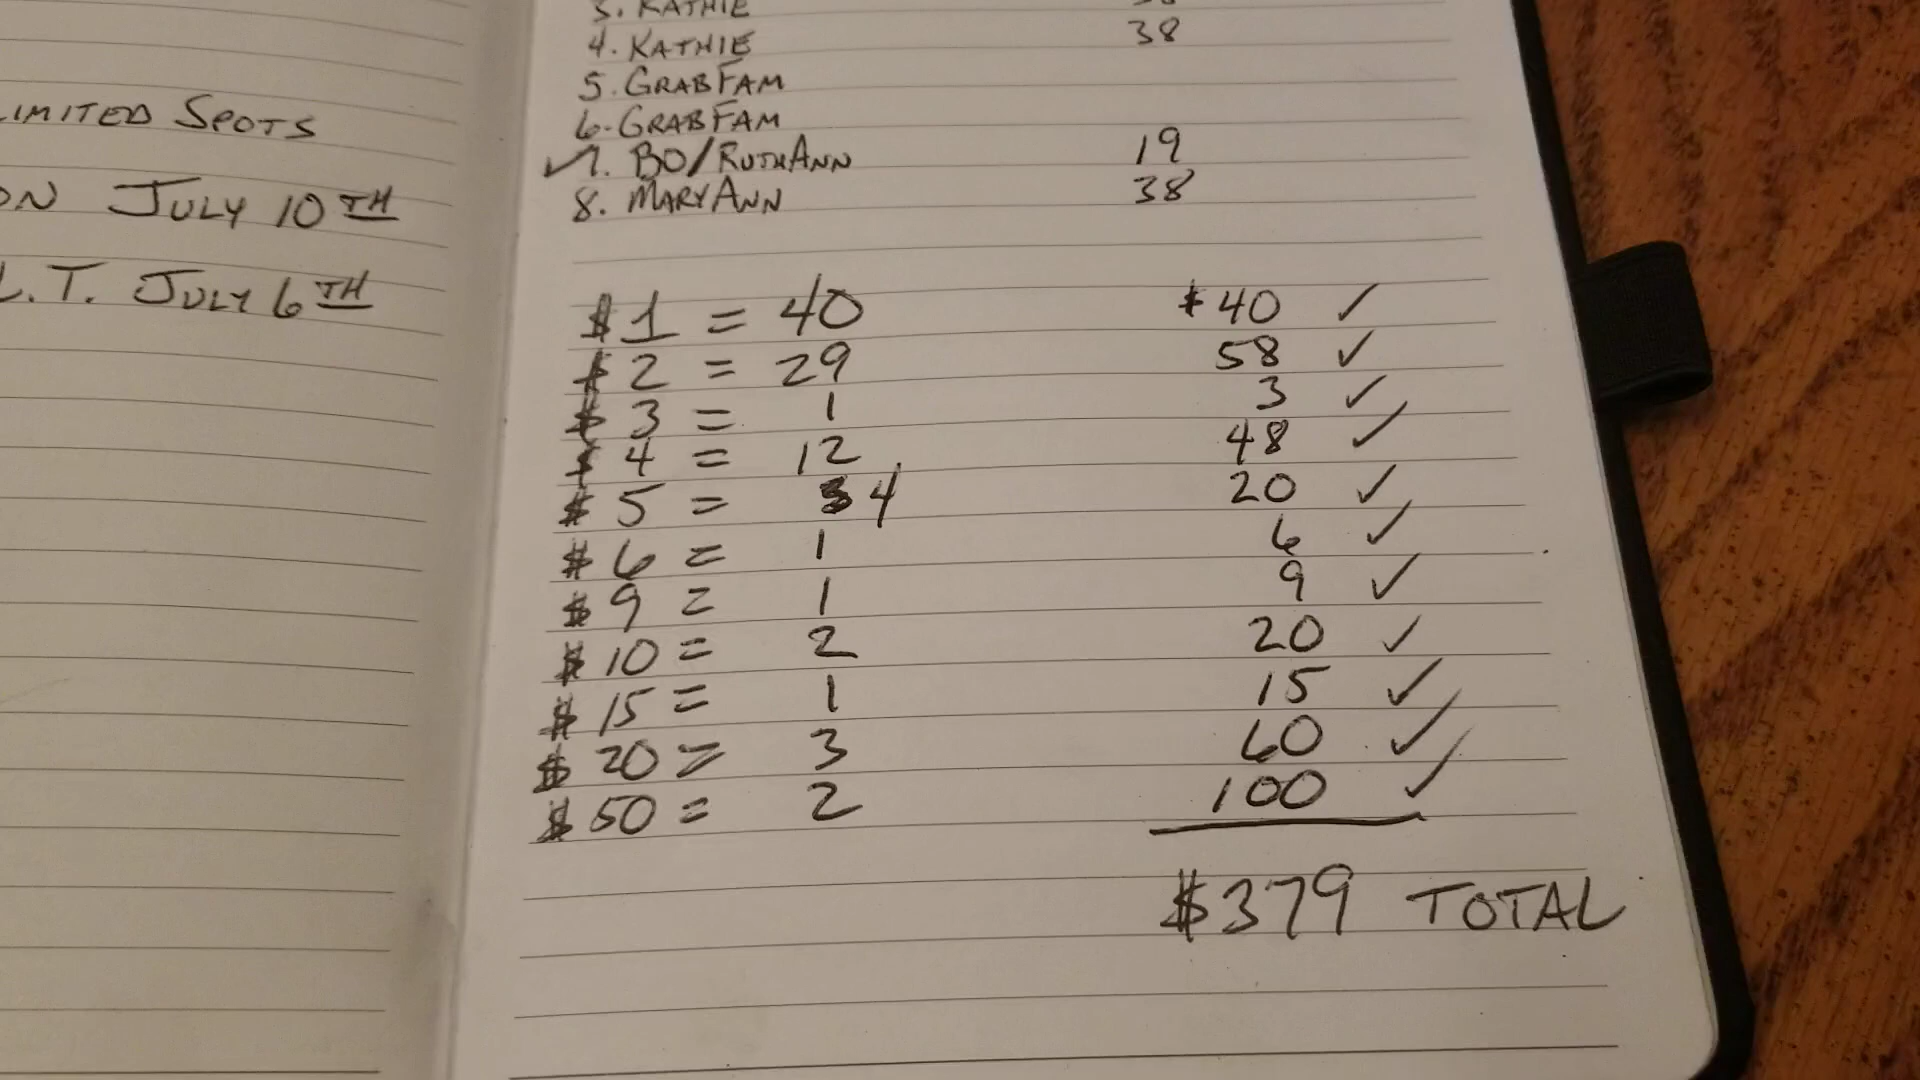 LIMITED SPOTS
ON JULY 10TH
L.T. JULY 6TH
3. KATHIE
4. KATHIE 38
5. GRABFAM
6. GRABFAM
✓7. BO/RUTHANN 19
8. MARYANN 38
$1 = 40 $40 ✓
$2 = 29 58 ✓
$3 = 1 3 ✓
$4 = 12 48 ✓
$5 = 4 20 ✓
$6 = 1 6 ✓
$9 = 1 9 ✓
$10 = 2 20 ✓
$15 = 1 15 ✓
$20 = 3 60 ✓
$50 = 2 100 ✓
$379 TOTAL